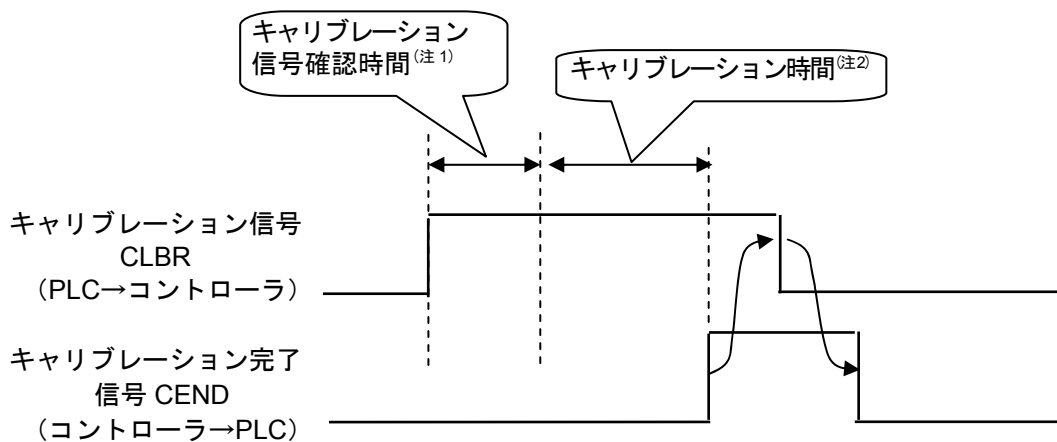 キャリブレーション
信号確認時間(注1)
キャリブレーション時間(注2)
キャリブレーション信号
CLBR
(PLC→コントローラ)
キャリブレーション完了
信号 CEND
(コントローラ→PLC)